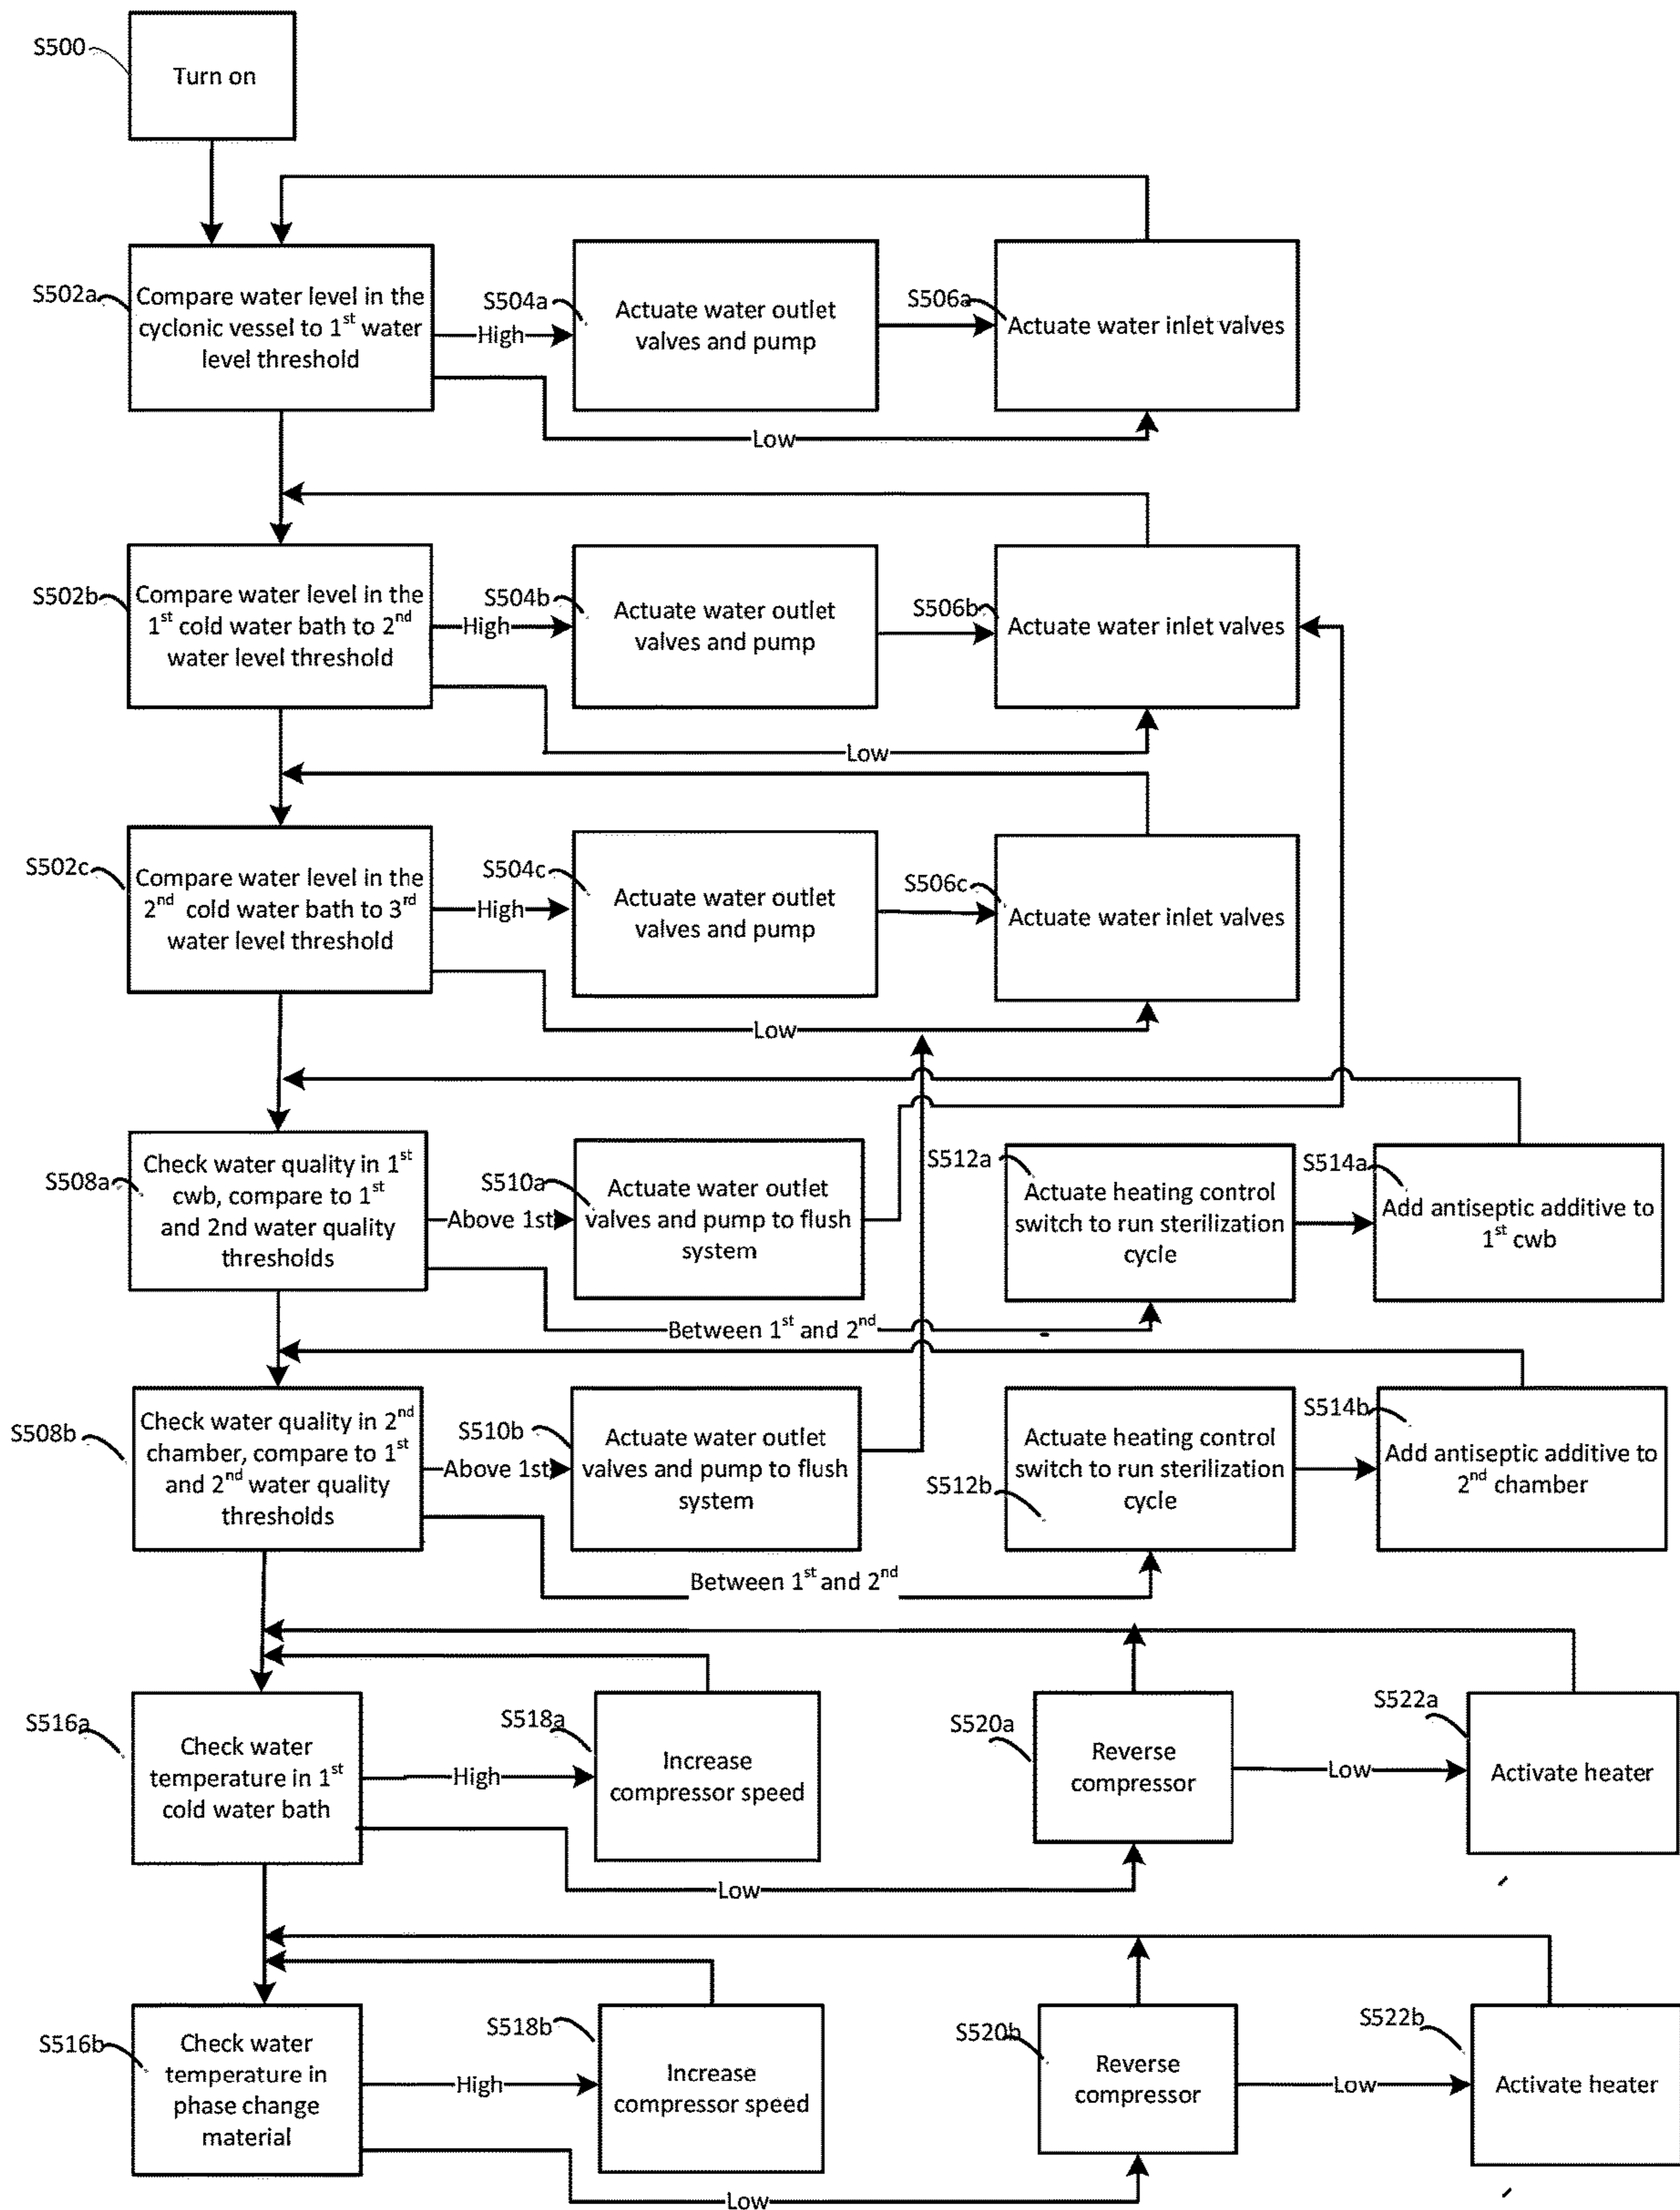 S500
Turn on
S502a
Compare water level in the
cyclonic vessel to 1st water
level threshold
High
S504a
Actuate water outlet
valves and pump
S506a
Actuate water inlet valves
Low
S502b
Compare water level in the
1st cold water bath to 2nd
water level threshold
High
S504b
Actuate water outlet
valves and pump
S506b
Actuate water inlet valves
Low
S502c
Compare water level in the
2nd cold water bath to 3rd
water level threshold
High
S504c
Actuate water outlet
valves and pump
S506c
Actuate water inlet valves
Low
S508a
Check water quality in 1st
cwb, compare to 1st
and 2nd water quality
thresholds
Above 1st
S510a
Actuate water outlet
valves and pump to flush
system
S512a
Actuate heating control
switch to run sterilization
cycle
S514a
Add antiseptic additive to
1st cwb
Between 1st and 2nd
S508b
Check water quality in 2nd
chamber, compare to 1st
and 2nd water quality
thresholds
Above 1st
S510b
Actuate water outlet
valves and pump to flush
system
S512b
Actuate heating control
switch to run sterilization
cycle
S514b
Add antiseptic additive to
2nd chamber
Between 1st and 2nd
S516a
Check water
temperature in 1st
cold water bath
High
S518a
Increase
compressor speed
S520a
Reverse
compressor
Low
S522a
Activate heater
Low
S516b
Check water
temperature in
phase change
material
High
S518b
Increase
compressor speed
S520b
Reverse
compressor
Low
S522b
Activate heater
Low